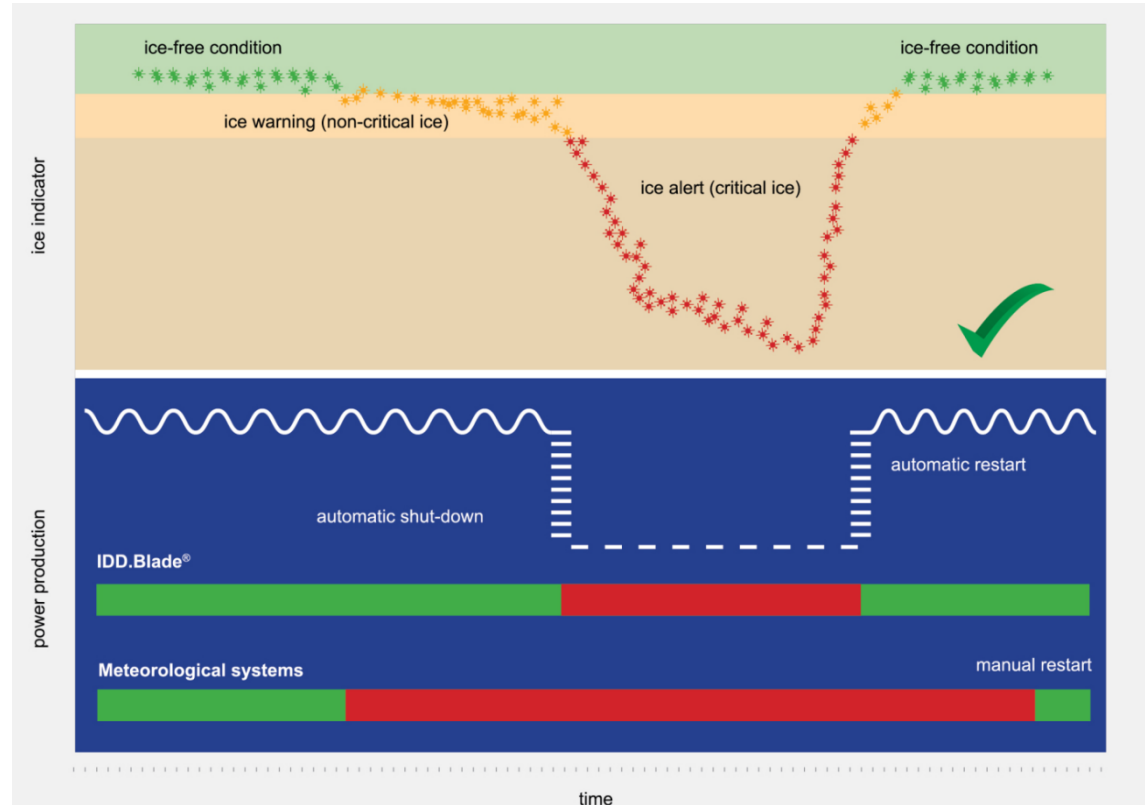 ice-free condition
ice-free condition
ice warning (non-critical ice)
ice alert (critical ice)
ice indicator
automatic restart
automatic shut-down
IDD.Blade®
power production
Meteorological systems
manual restart
time